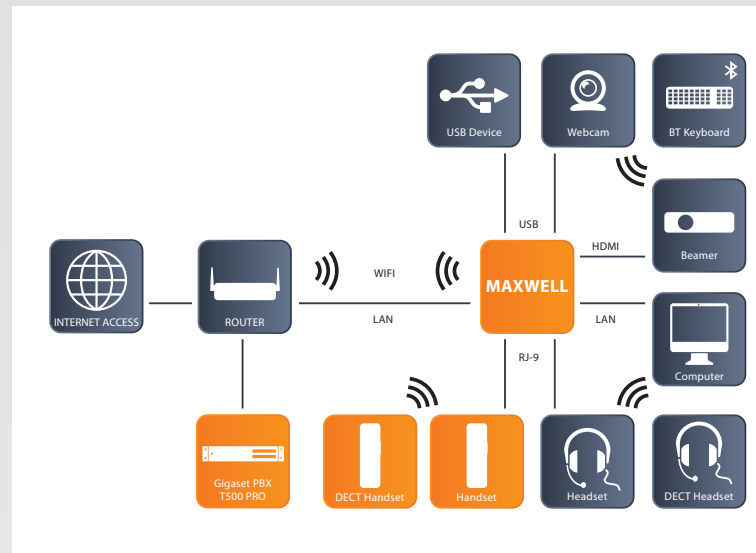 USB Device
Webcam
BT Keyboard
USB
HDMI
Beamer
WIFI
MAXWELL
INTERNET ACCESS
ROUTER
LAN
LAN
RJ-9
Computer
Gigaset PBX
T500 PRO
DECT Handset
Handset
Headset
DECT Headset